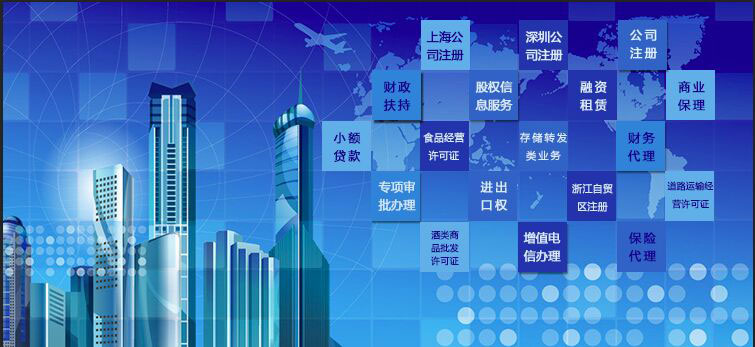 上海公
司注册
深圳公
司注册
公司
注册
财政
扶持
股权信
息服务
融资
租赁
商业
保理
小额
贷款
食品经营
许可证
存储转发
类业务
财务
代理
专项审
批办理
进出
口权
浙江自贸
区注册
道路运输经
营许可证
酒类商
品批发
许可证
增值电
信办理
保险
代理